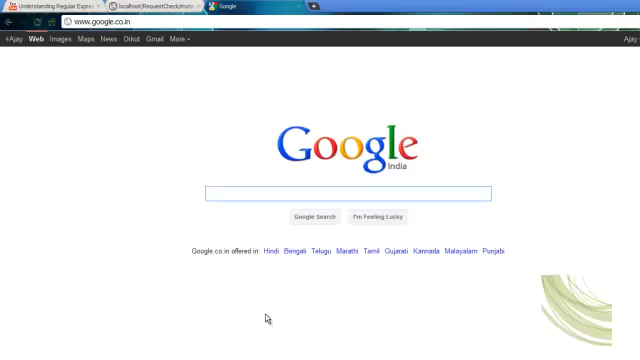 Understanding Regular Expre
localhost/RequestCheck/invita
Google
www.google.co.in
+Ajay Web Images Maps News Orkut Gmail More
Ajay
Google
India
Google Search I'm Feeling Lucky
Google.co.in offered in: Hindi Bengali Telugu Marathi Tamil Gujarati Kannada Malayalam Punjabi